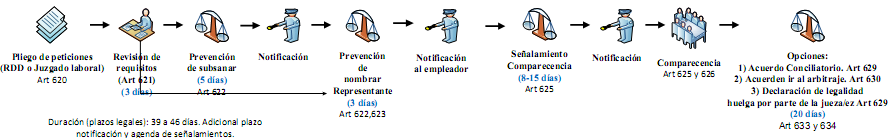 Pliego de peticiones
(RDD o Juzgado laboral)
Art 620
Revisión de
requisitos
(Art 621)
(3 días)
Prevención
de subsanar
(5 días)
Art 622
Notificación
Prevención
de
nombrar
Representante
(3 días)
Art 622,623
Notificación
al empleador
Señalamiento
Comparecencia
(8-15 días)
Art 625
Notificación
Comparecencia
Art 625 y 626
Opciones:
1) Acuerdo Conciliatorio. Art 629
2) Acuerden ir al arbitraje. Art 630
3) Declaración de legalidad
huelga por parte de la jueza/ez Art 629
(20 días)
Art 633 y 634
Duración (plazos legales): 39 a 46 días. Adicional plazo
notificación y agenda de señalamientos.